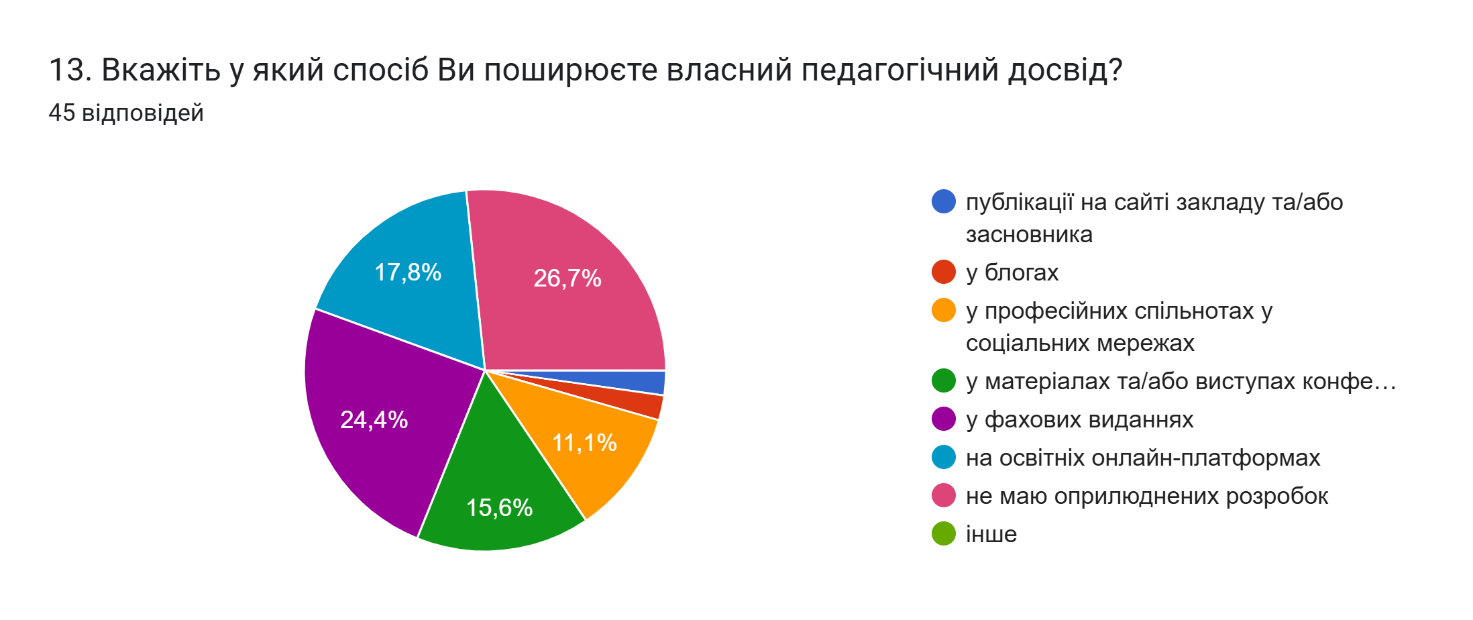 13. Вкажіть у який спосіб Ви поширюєте власний педагогічний досвід?
45 відповідей
17,8%
26,7%
24,4%
11,1%
15,6%
публікації на сайті закладу та/або
засновника
у блогах
у професійних спільнотах у
соціальних мережах
у матеріалах та/або виступах конфе…
у фахових виданнях
на освітніх онлайн-платформах
не маю оприлюднених розробок
інше